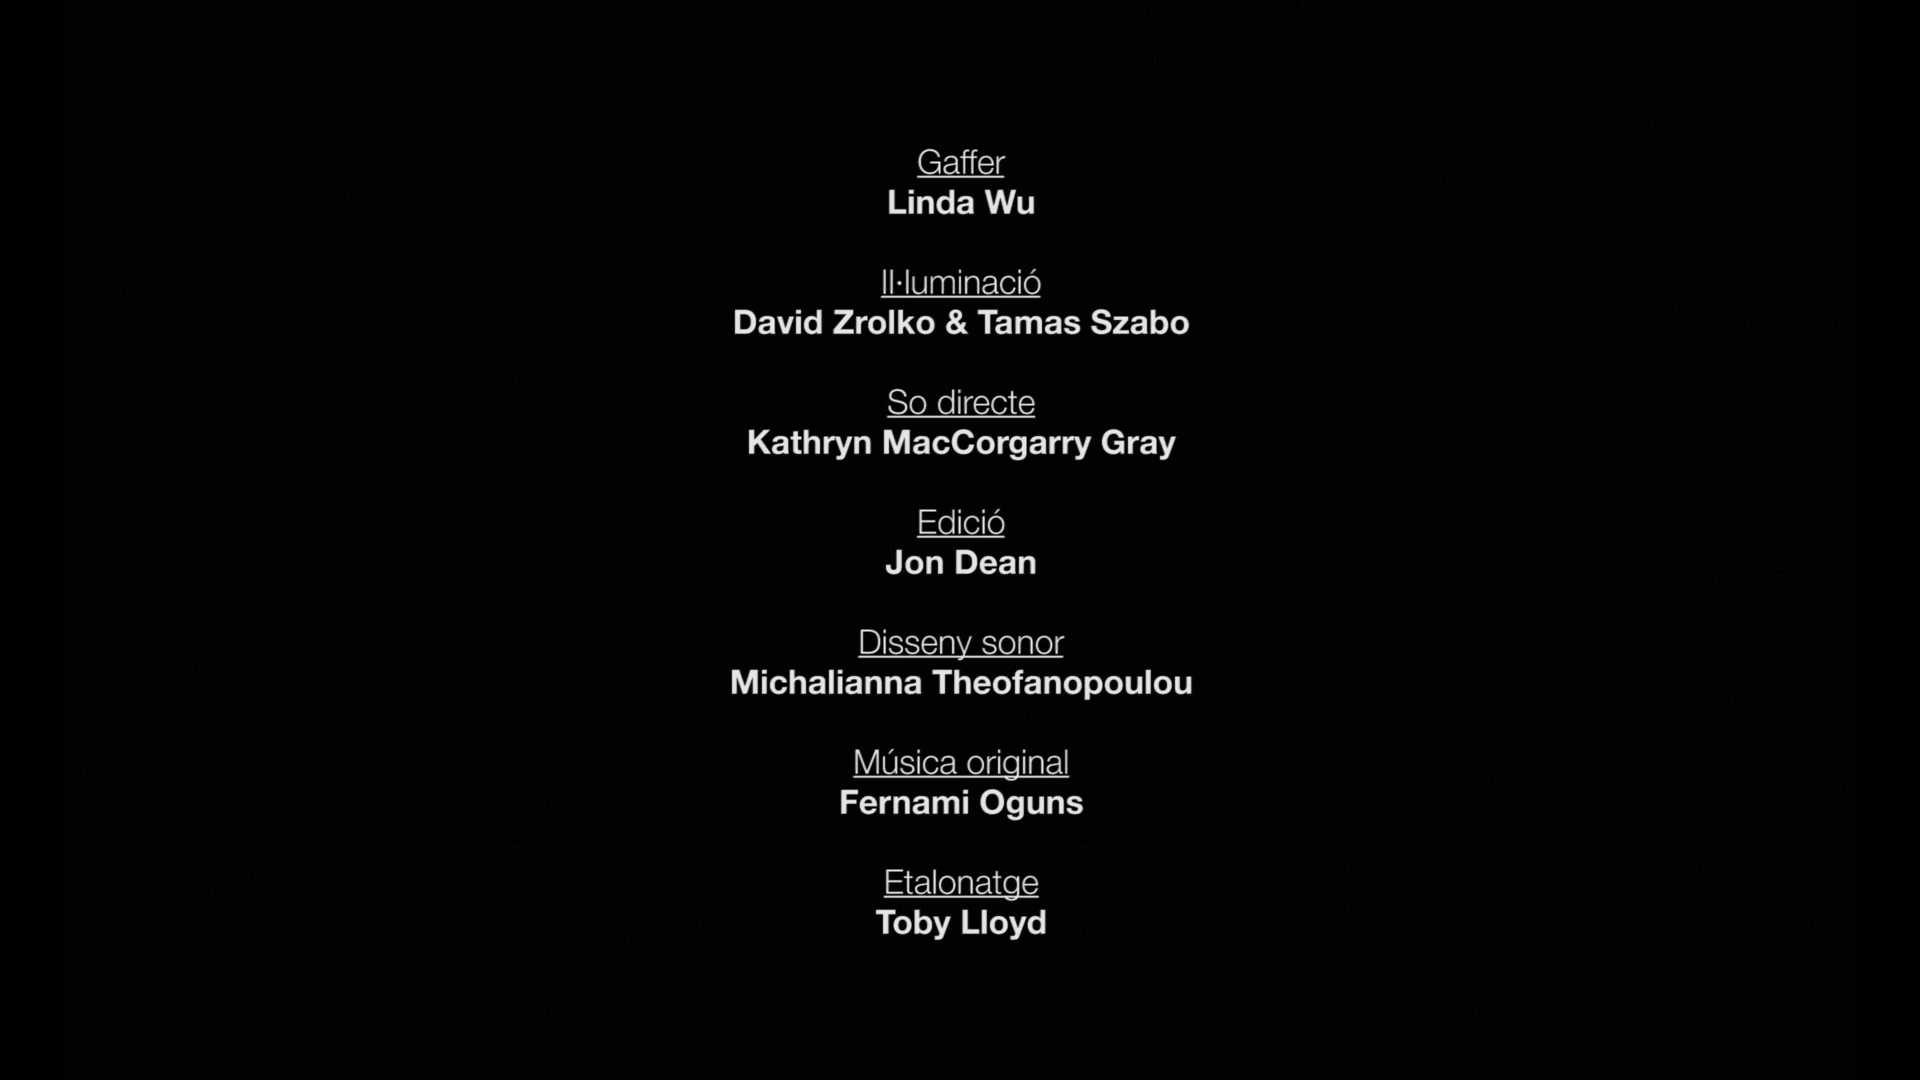 Gaffer
Linda Wu
Il·luminació
David Zrolko & Tamas Szabo
So directe
Kathryn MacCorgarry Gray
Edició
Jon Dean
Disseny sonor
Michalianna Theofanopoulou
Música original
Fernami Oguns
Etalonatge
Toby Lloyd